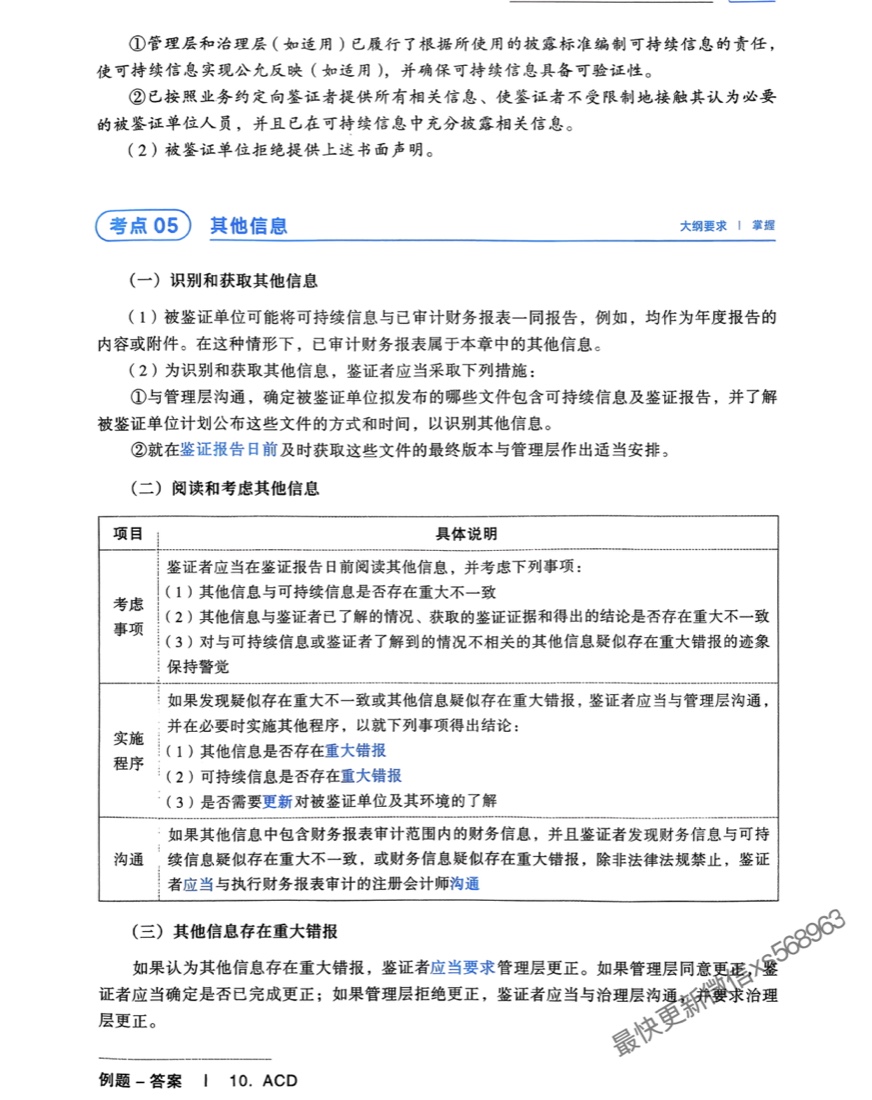 ①管理层和治理层（如适用）已履行了根据所使用的披露标准编制可持续信息的责任，
使可持续信息实现公允反映（如适用），并确保可持续信息具备可验证性。
②已按照业务约定向鉴证者提供所有相关信息、使鉴证者不受限制地接触其认为必要
的被鉴证单位人员，并且已在可持续信息中充分披露相关信息。
（2）被鉴证单位拒绝提供上述书面声明。
考点 05 其他信息 大纲要求 | 掌握
（一）识别和获取其他信息
（1）被鉴证单位可能将可持续信息与已审计财务报表一同报告，例如，均作为年度报告的
内容或附件。在这种情形下，已审计财务报表属于本章中的其他信息。
（2）为识别和获取其他信息，鉴证者应当采取下列措施：
①与管理层沟通，确定被鉴证单位拟发布的哪些文件包含可持续信息及鉴证报告，并了解
被鉴证单位计划公布这些文件的方式和时间，以识别其他信息。
②就在鉴证报告日前及时获取这些文件的最终版本与管理层作出适当安排。
（二）阅读和考虑其他信息
项目 具体说明
考虑
事项
鉴证者应当在鉴证报告日前阅读其他信息，并考虑下列事项：
（1）其他信息与可持续信息是否存在重大不一致
（2）其他信息与鉴证者已了解的情况、获取的鉴证证据和得出的结论是否存在重大不一致
（3）对与可持续信息或鉴证者了解到的情况不相关的其他信息疑似存在重大错报的迹象
保持警觉
实施
程序
如果发现疑似存在重大不一致或其他信息疑似存在重大错报，鉴证者应当与管理层沟通，
并在必要时实施其他程序，以就下列事项得出结论：
（1）其他信息是否存在重大错报
（2）可持续信息是否存在重大错报
（3）是否需要更新对被鉴证单位及其环境的了解
沟通
如果其他信息中包含财务报表审计范围内的财务信息，并且鉴证者发现财务信息与可持
续信息疑似存在重大不一致，或财务信息疑似存在重大错报，除非法律法规禁止，鉴证
者应当与执行财务报表审计的注册会计师沟通
（三）其他信息存在重大错报
如果认为其他信息存在重大错报，鉴证者应当要求管理层更正。如果管理层同意更正，鉴
证者应当确定是否已完成更正；如果管理层拒绝更正，鉴证者应当与治理层沟通，并要求治理
层更正。
最快更新微信xs568963
例题－答案 | 10. ACD